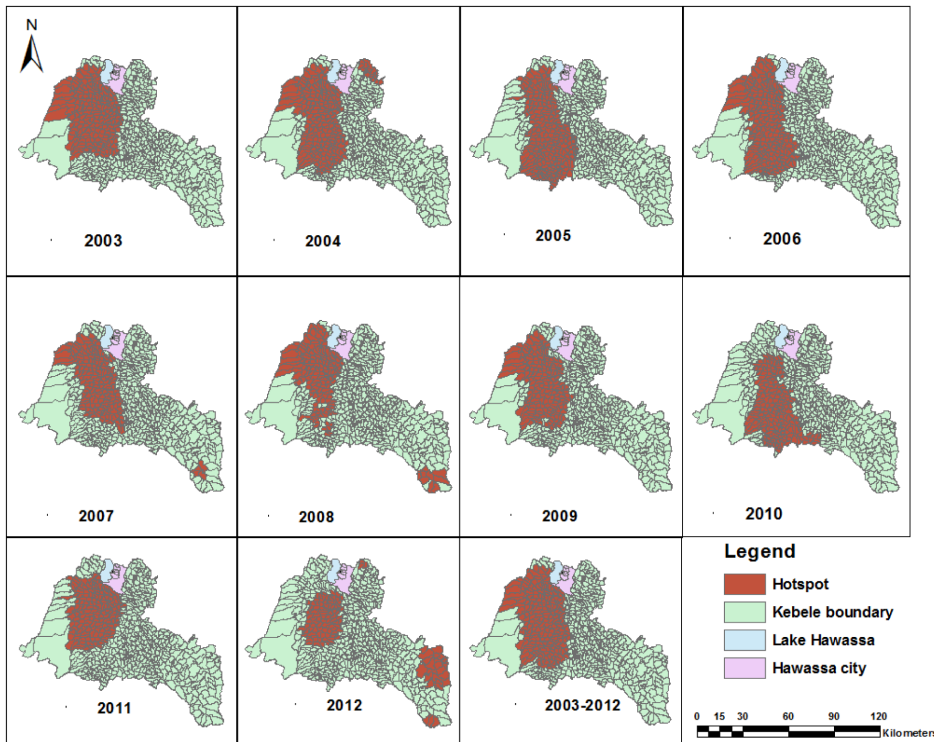 N
2003
2004
2005
2006
2007
2008
2009
2010
2011
2012
2003-2012
Legend
Hotspot
Kebele boundary
Lake Hawassa
Hawassa city
0 15 30 60 90 120
Kilometers